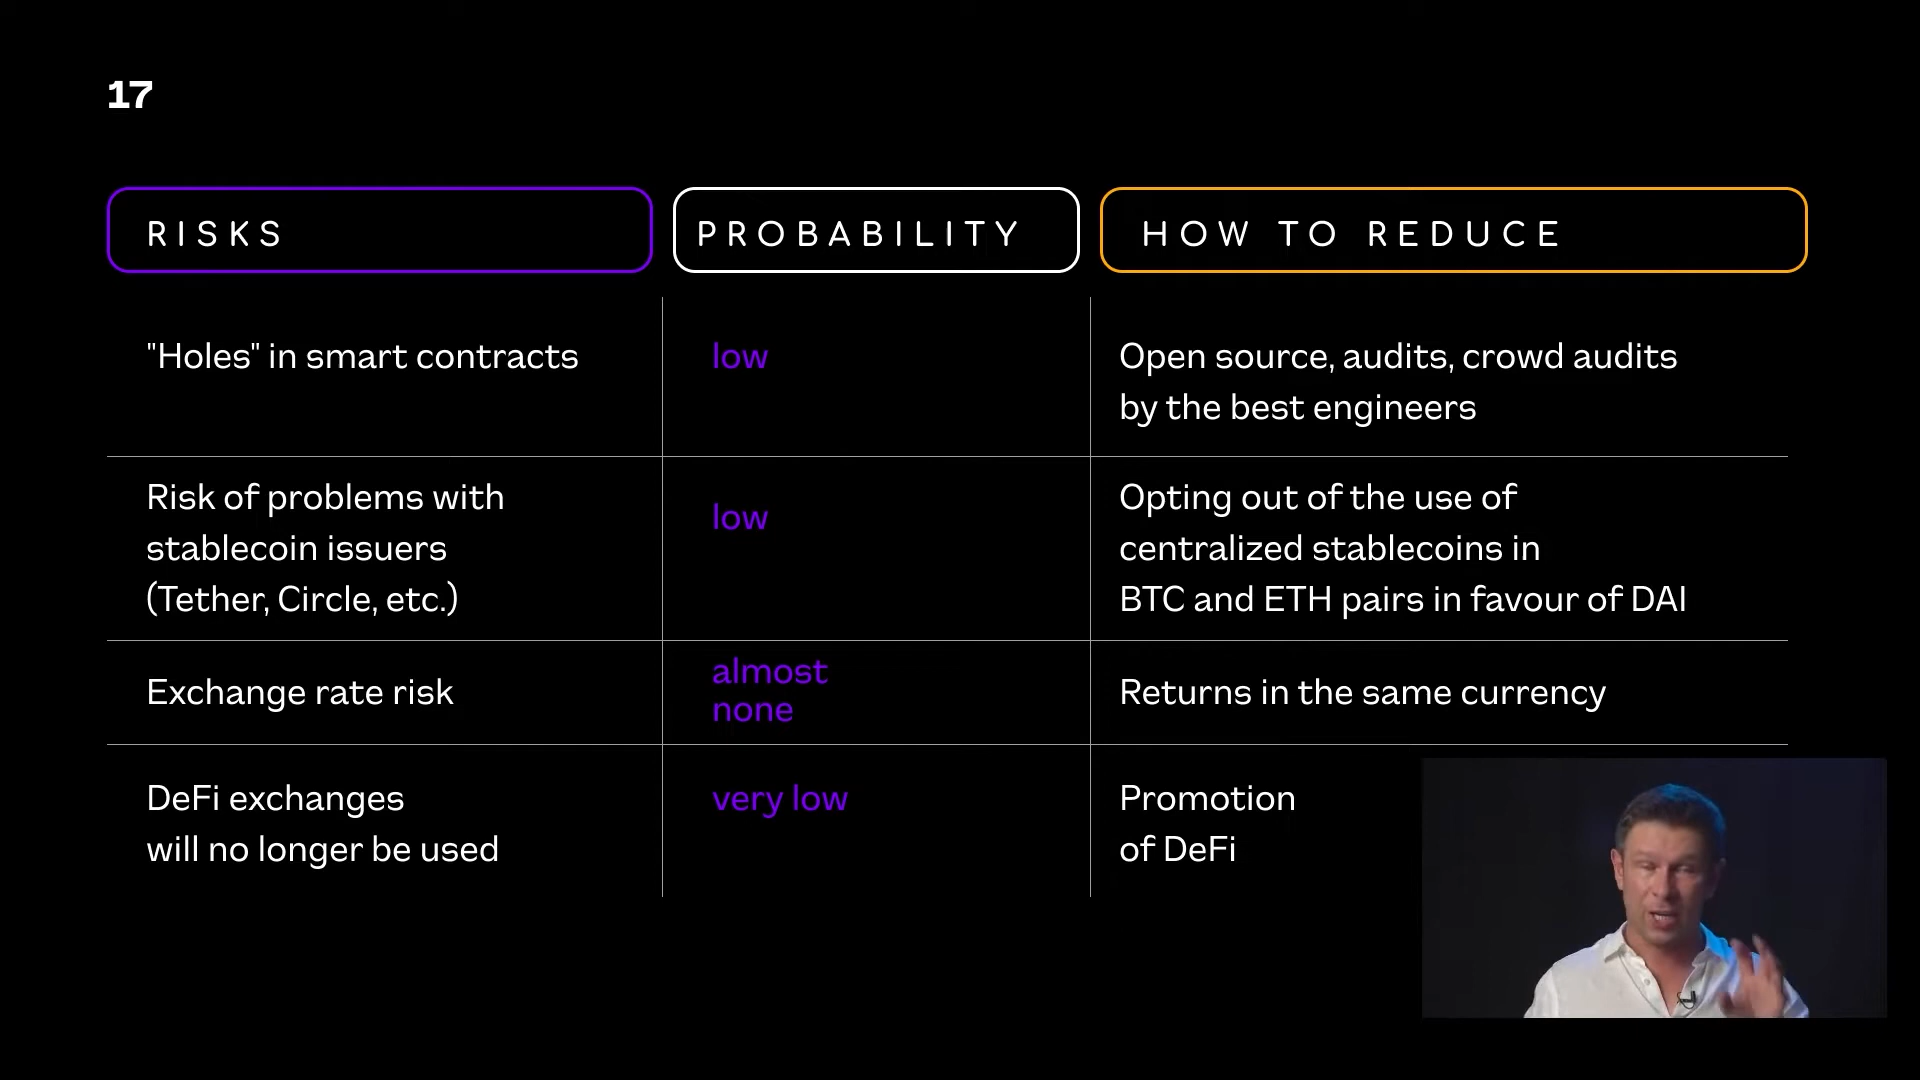 17
RISKS
PROBABILITY
HOW TO REDUCE
"Holes" in smart contracts
low
Open source, audits, crowd audits
by the best engineers
Risk of problems with
stablecoin issuers
(Tether, Circle, etc.)
low
Opting out of the use of
centralized stablecoins in
BTC and ETH pairs in favour of DAI
Exchange rate risk
almost
none
Returns in the same currency
DeFi exchanges
will no longer be used
very low
Promotion
of DeFi